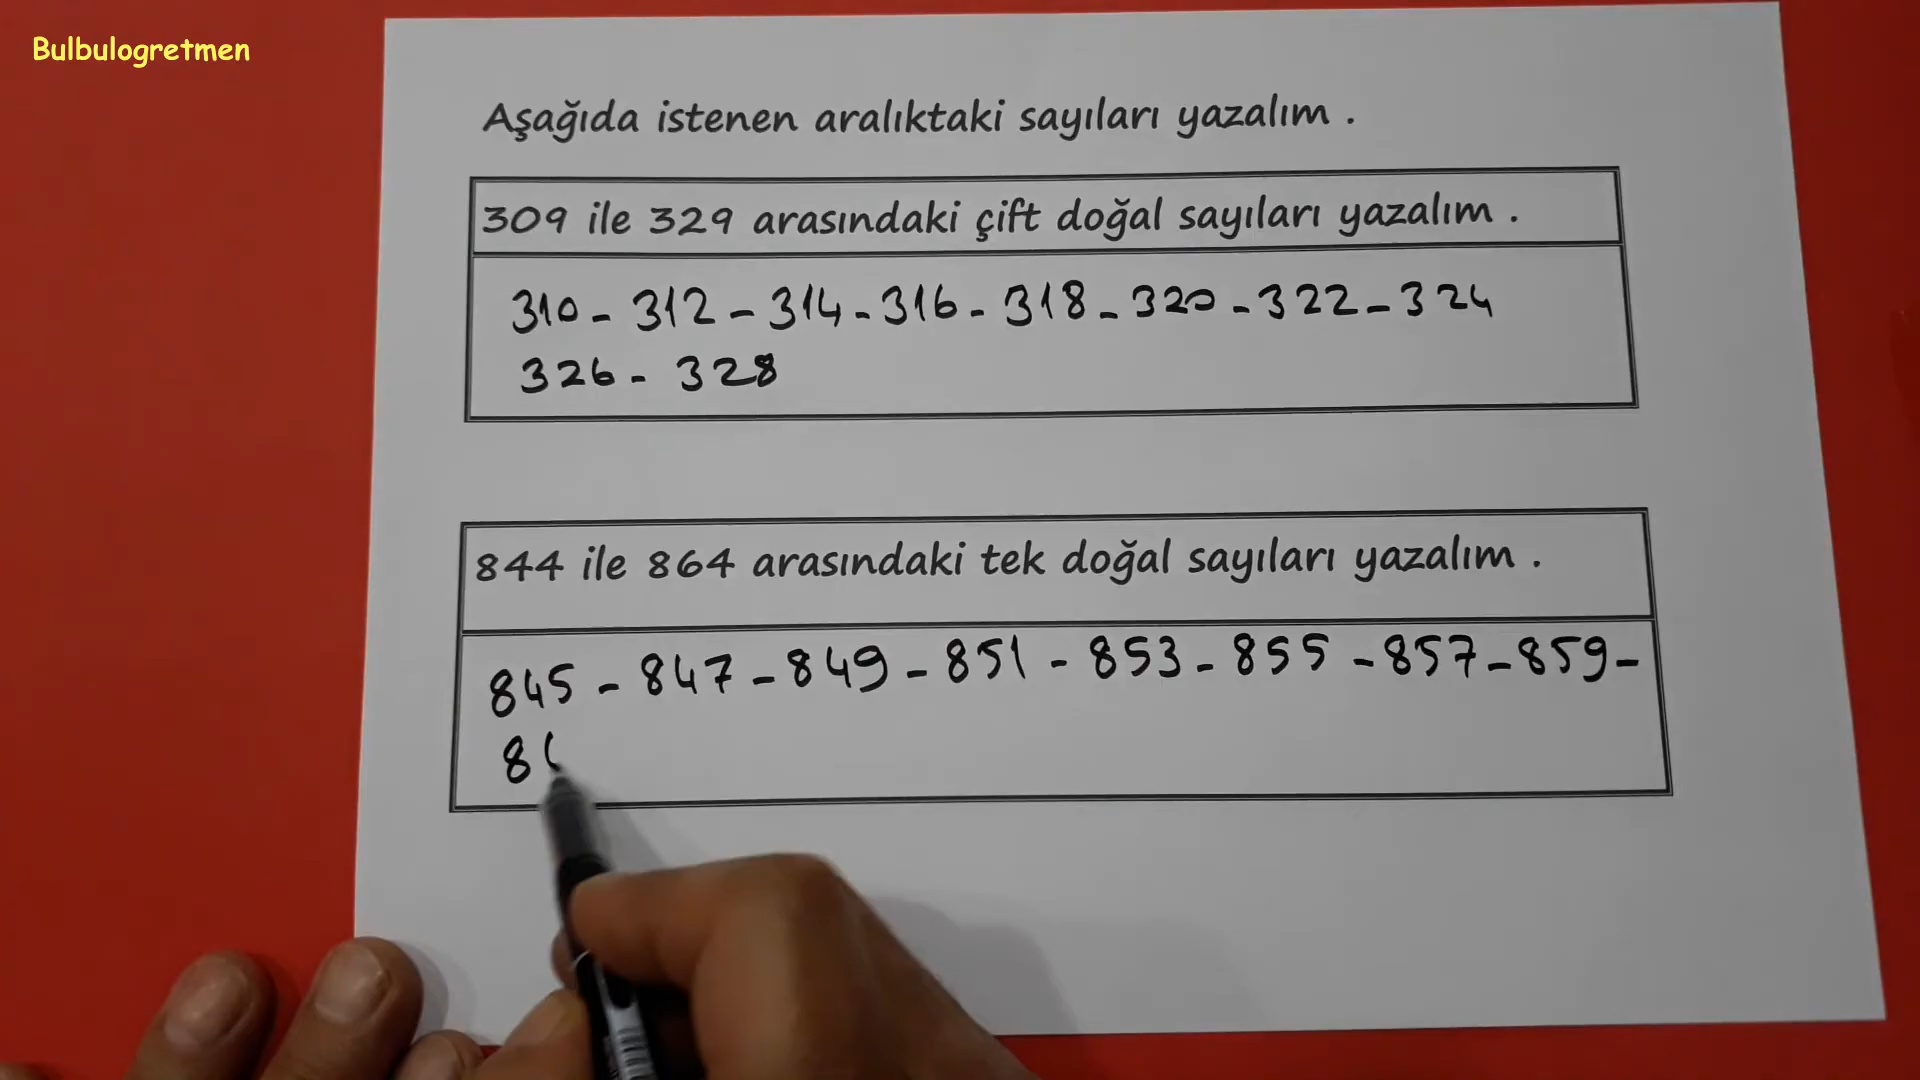 Bulbulogretmen
Aşağıda istenen aralıktaki sayıları yazalım .
309 ile 329 arasındaki çift doğal sayıları yazalım .
310 - 312 - 314 - 316 - 318 - 320 - 322 - 324
326 - 328
844 ile 864 arasındaki tek doğal sayıları yazalım .
845 - 847 - 849 - 851 - 853 - 855 - 857 - 859 -
8